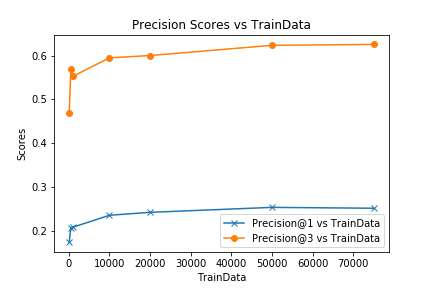 Precision Scores vs TrainData
Scores
0.6
0.5
0.4
0.3
0.2
Precision@1 vs TrainData
Precision@3 vs TrainData
0 10000 20000 30000 40000 50000 60000 70000
TrainData